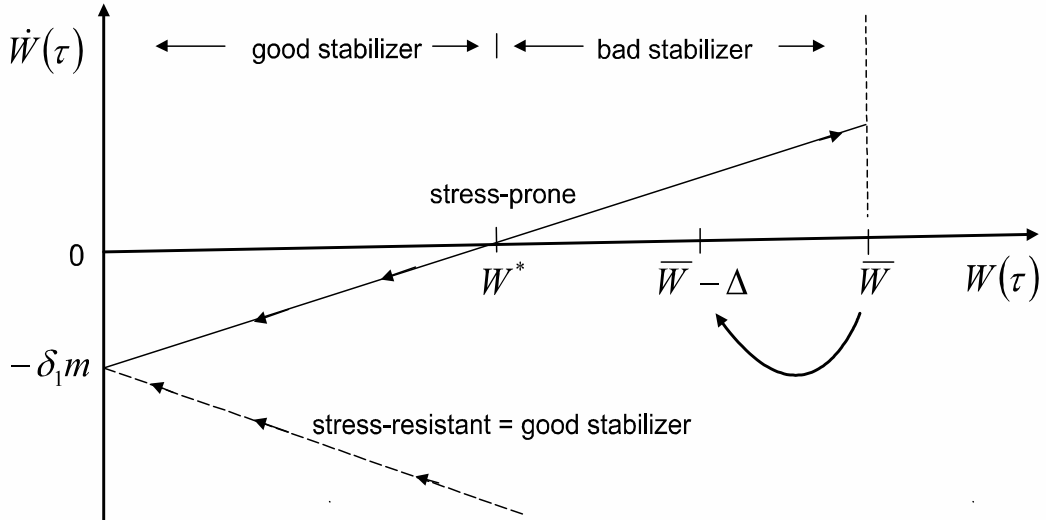 Ẇ(τ)
good stabilizer
bad stabilizer
stress-prone
0
W*
W̅ − Δ
W̅
W(τ)
− δ₁m
stress-resistant = good stabilizer